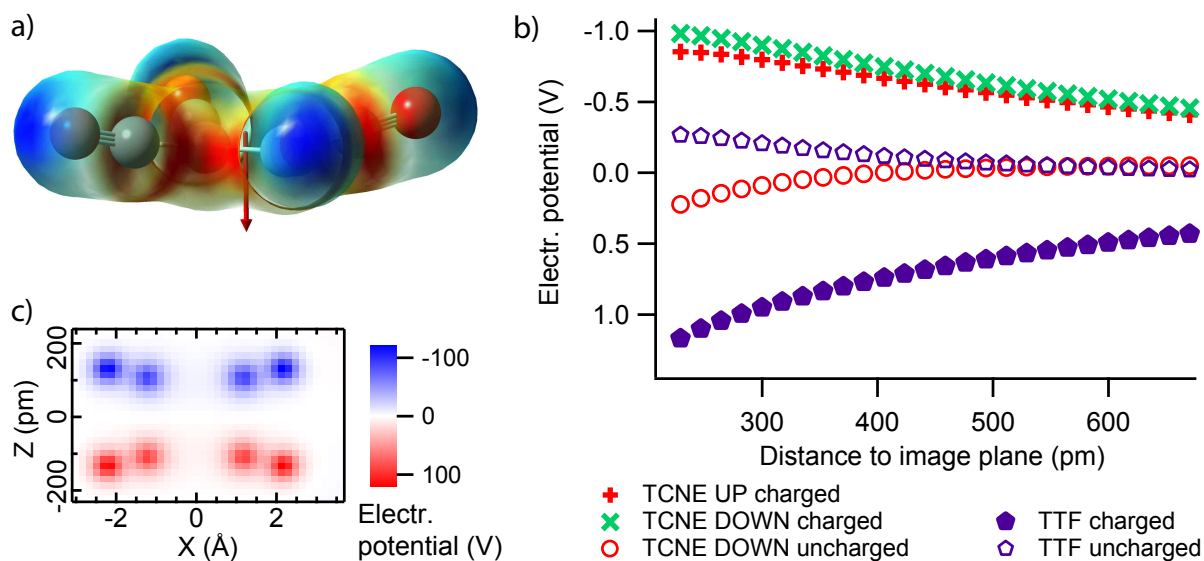 a)
b)
-1.0
-0.5
0.0
0.5
1.0
Electr. potential (V)
300
400
500
600
Distance to image plane (pm)
c)
200
0
-200
Z (pm)
-2
0
2
X (Å)
-100
0
100
Electr.
potential (V)
TCNE UP charged
TCNE DOWN charged
TCNE DOWN uncharged
TTF charged
TTF uncharged